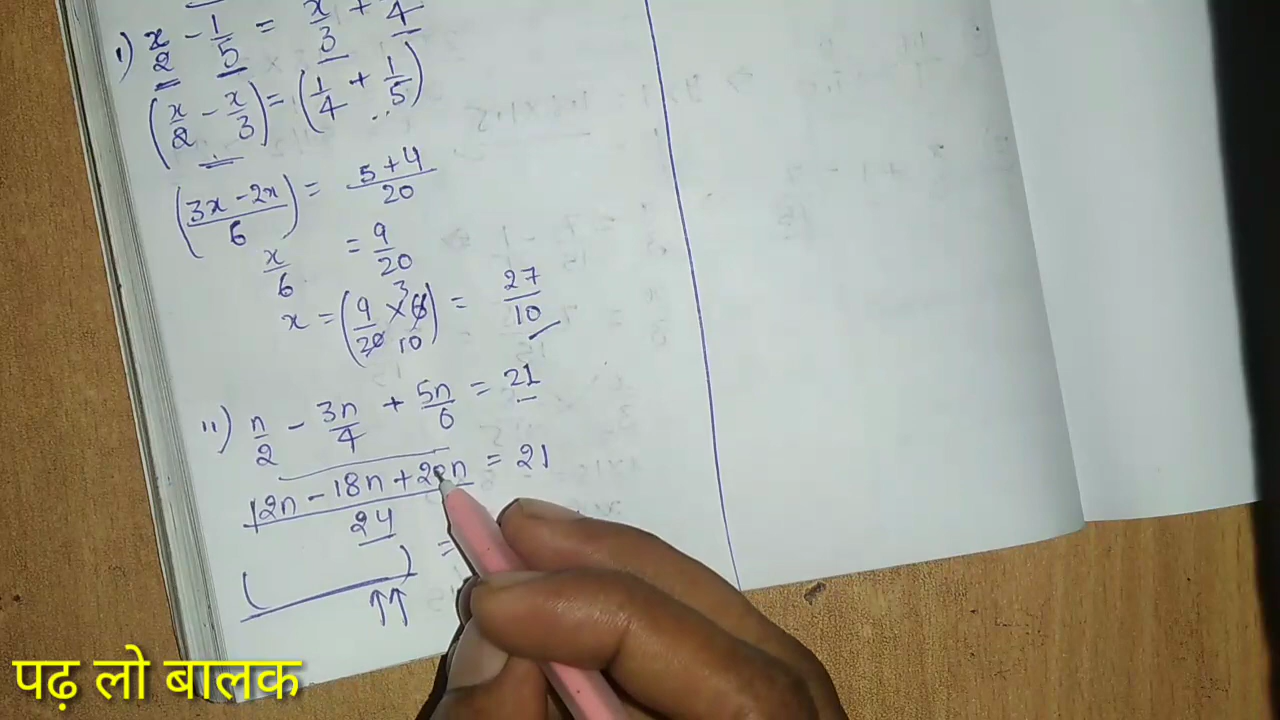 i) x/2 - 1/5 = x/3 + 1/4
(x/2 - x/3) = (1/4 + 1/5)
(3x - 2x / 6) = 5 + 4 / 20
x/6 = 9/20
x = (9/20 × 6) 3 10 = 27/10
ii) n/2 - 3n/4 + 5n/6 = 21
12n - 18n + 20n / 24 = 21
( ) =
↑↑
पढ़ लो बालक